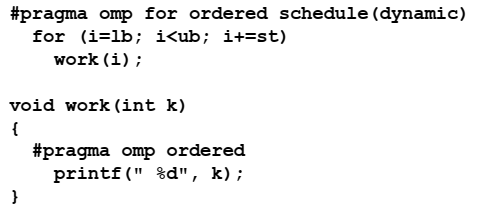 #pragma omp for ordered schedule(dynamic)
  for (i=lb; i<ub; i+=st)
    work(i);

void work(int k)
{
  #pragma omp ordered
    printf(" %d", k);
}